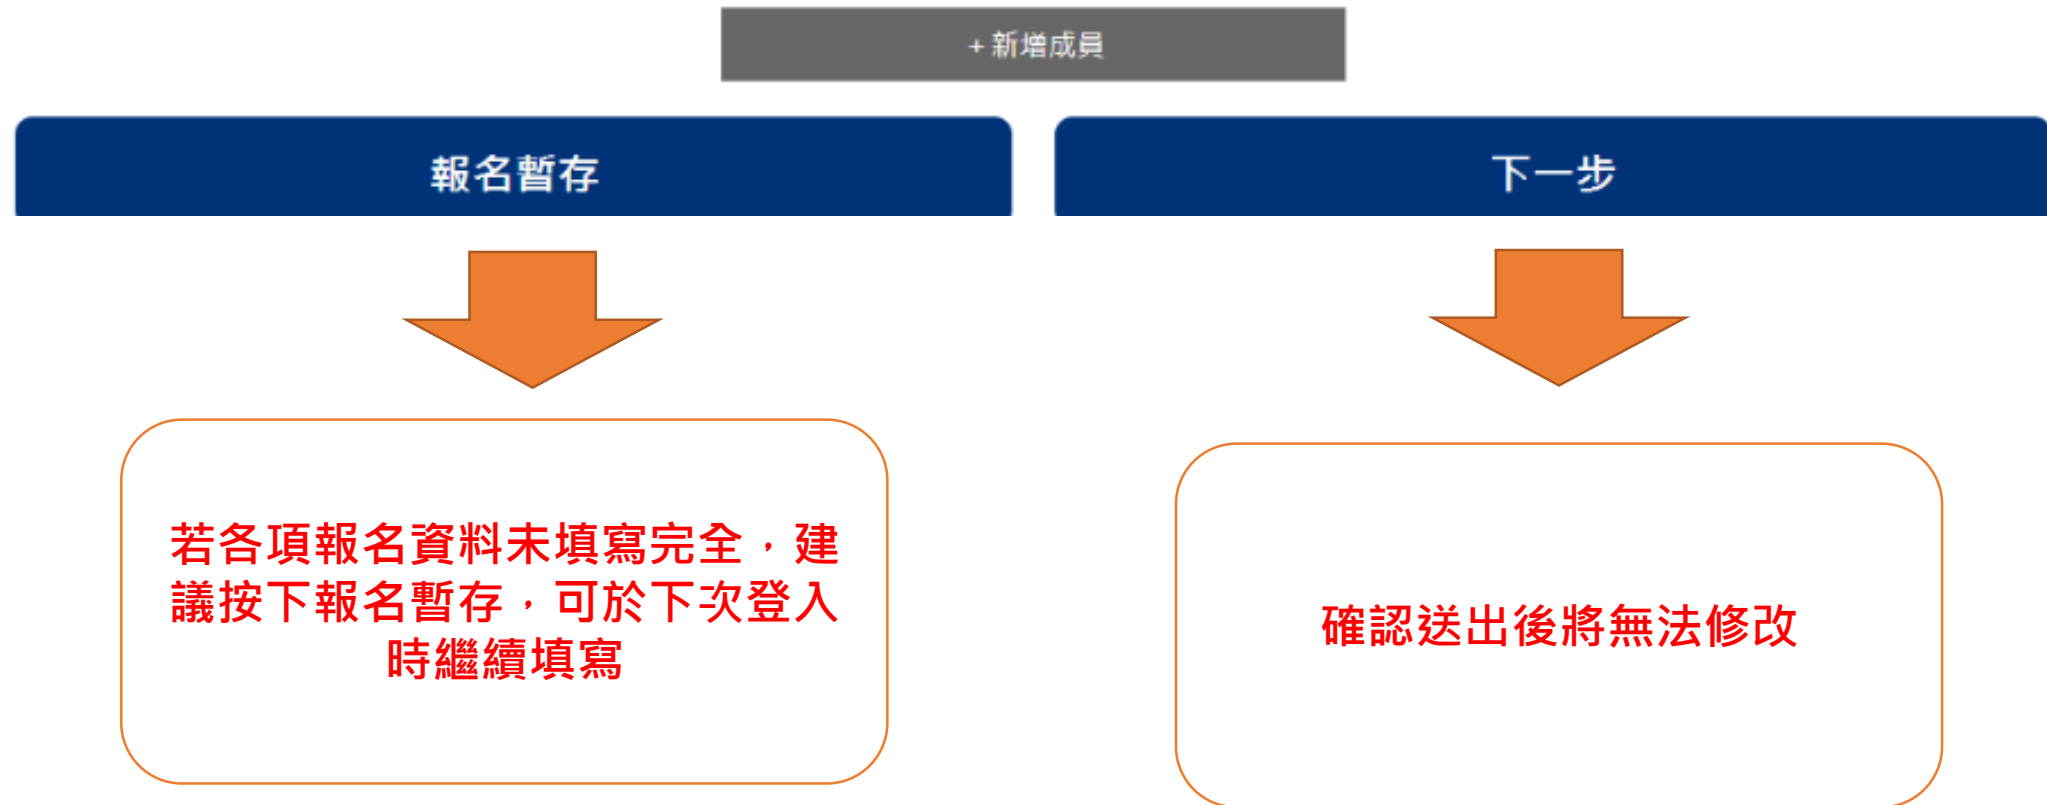 + 新增成員
報名暫存
下一步
若各項報名資料未填寫完全，建
議按下報名暫存，可於下次登入
時繼續填寫
確認送出後將無法修改